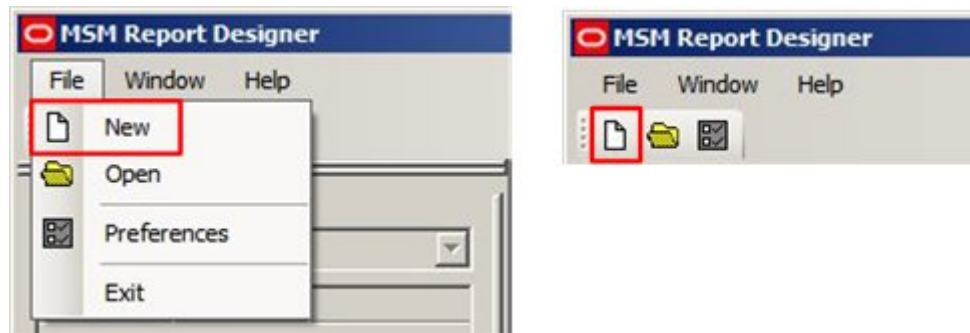 MSM Report Designer
File Window Help
New
Open
Preferences
Exit
MSM Report Designer
File Window Help